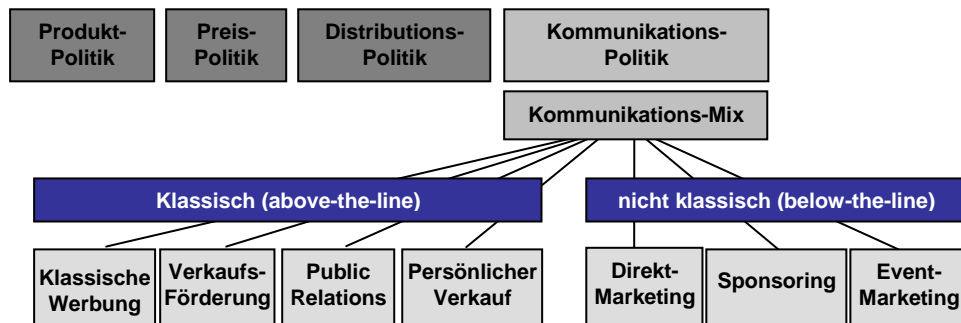 Produkt-
Politik
Preis-
Politik
Distributions-
Politik
Kommunikations-
Politik
Kommunikations-Mix
Klassisch (above-the-line)
nicht klassisch (below-the-line)
Klassische
Werbung
Verkaufs-
Förderung
Public
Relations
Persönlicher
Verkauf
Direkt-
Marketing
Sponsoring
Event-
Marketing